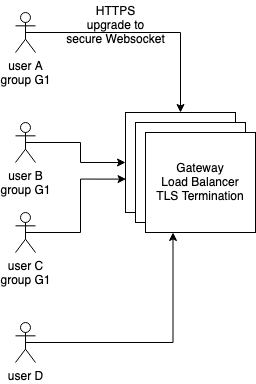 HTTPS
upgrade to
secure Websocket
user A
group G1
user B
group G1
Gateway
Load Balancer
TLS Termination
user C
group G1
user D